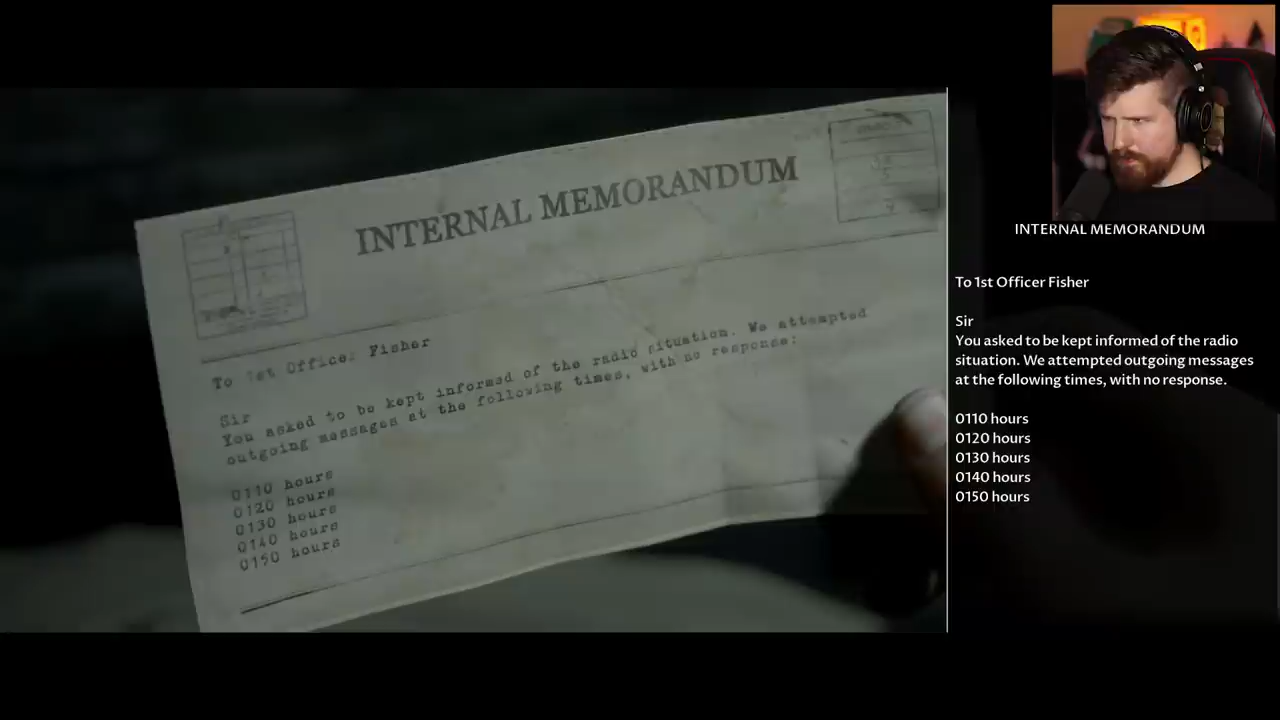 INTERNAL MEMORANDUM
To 1st Officer Fisher
Sir
You asked to be kept informed of the radio situation. We attempted
outgoing messages at the following times, with no response:
0110 hours
0120 hours
0130 hours
0140 hours
0150 hours
INTERNAL MEMORANDUM
To 1st Officer Fisher
Sir
You asked to be kept informed of the radio
situation. We attempted outgoing messages
at the following times, with no response.
0110 hours
0120 hours
0130 hours
0140 hours
0150 hours